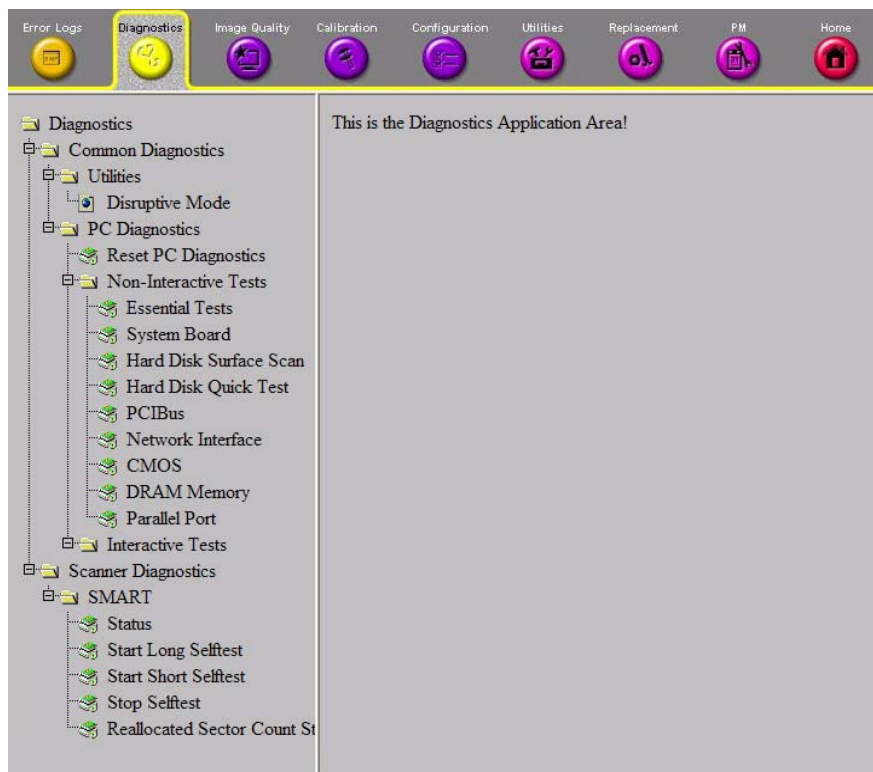 Error Logs Diagnostics Image Quality Calibration Configuration Utilities Replacement PM Home
Diagnostics
Common Diagnostics
Utilities
Disruptive Mode
PC Diagnostics
Reset PC Diagnostics
Non-Interactive Tests
Essential Tests
System Board
Hard Disk Surface Scan
Hard Disk Quick Test
PCIBus
Network Interface
CMOS
DRAM Memory
Parallel Port
Interactive Tests
Scanner Diagnostics
SMART
Status
Start Long Selftest
Start Short Selftest
Stop Selftest
Reallocated Sector Count St
This is the Diagnostics Application Area!